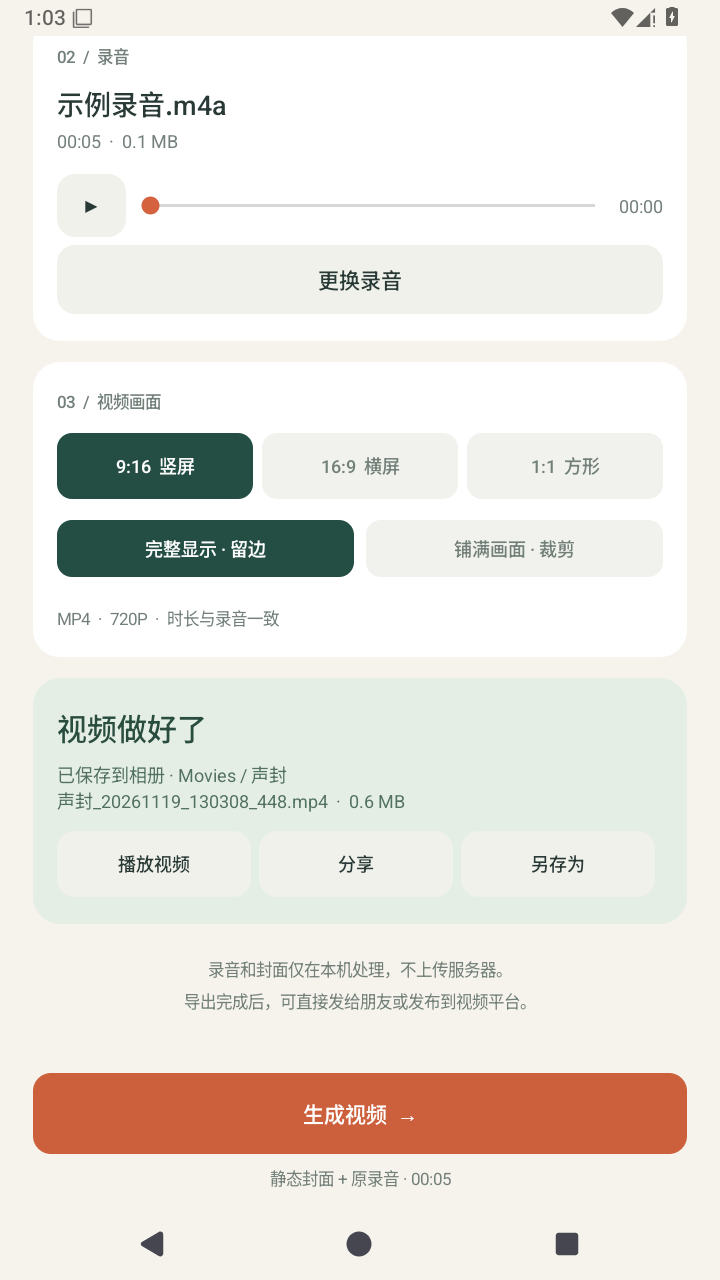 1:03
02 / 录音
示例录音.m4a
00:05 · 0.1 MB
00:00
更换录音
03 / 视频画面
9:16 竖屏
16:9 横屏
1:1 方形
完整显示 · 留边
铺满画面 · 裁剪
MP4 · 720P · 时长与录音一致
视频做好了
已保存到相册 · Movies / 声封
声封_20261119_130308_448.mp4 · 0.6 MB
播放视频
分享
另存为
录音和封面仅在本机处理，不上传服务器。
导出完成后，可直接发给朋友或发布到视频平台。
生成视频 →
静态封面 + 原录音 · 00:05